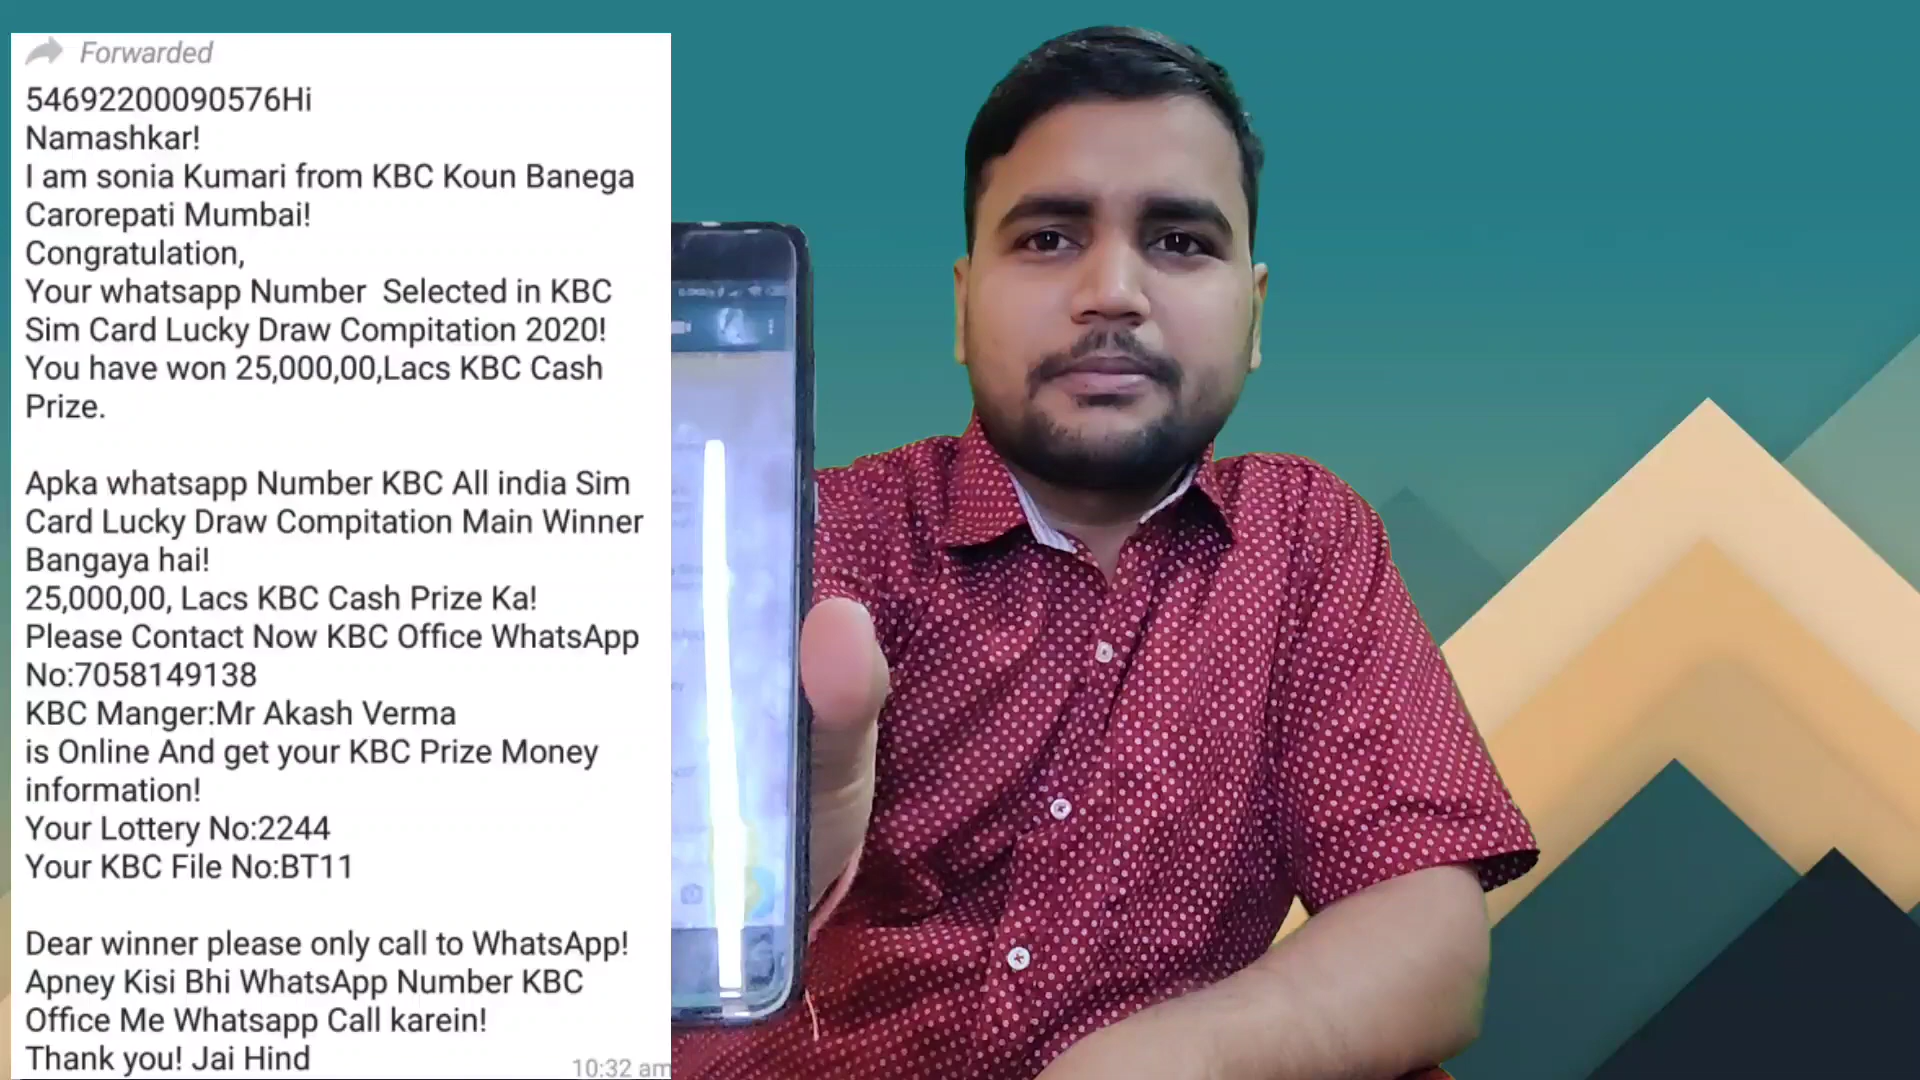 Forwarded
54692200090576Hi
Namashkar!
I am sonia Kumari from KBC Koun Banega
Carorepati Mumbai!
Congratulation,
Your whatsapp Number  Selected in KBC
Sim Card Lucky Draw Compitation 2020!
You have won 25,000,00,Lacs KBC Cash
Prize.
Apka whatsapp Number KBC All india Sim
Card Lucky Draw Compitation Main Winner
Bangaya hai!
25,000,00, Lacs KBC Cash Prize Ka!
Please Contact Now KBC Office WhatsApp
No:7058149138
KBC Manger:Mr Akash Verma
is Online And get your KBC Prize Money
information!
Your Lottery No:2244
Your KBC File No:BT11
Dear winner please only call to WhatsApp!
Apney Kisi Bhi WhatsApp Number KBC
Office Me Whatsapp Call karein!
Thank you! Jai Hind
10:32 am